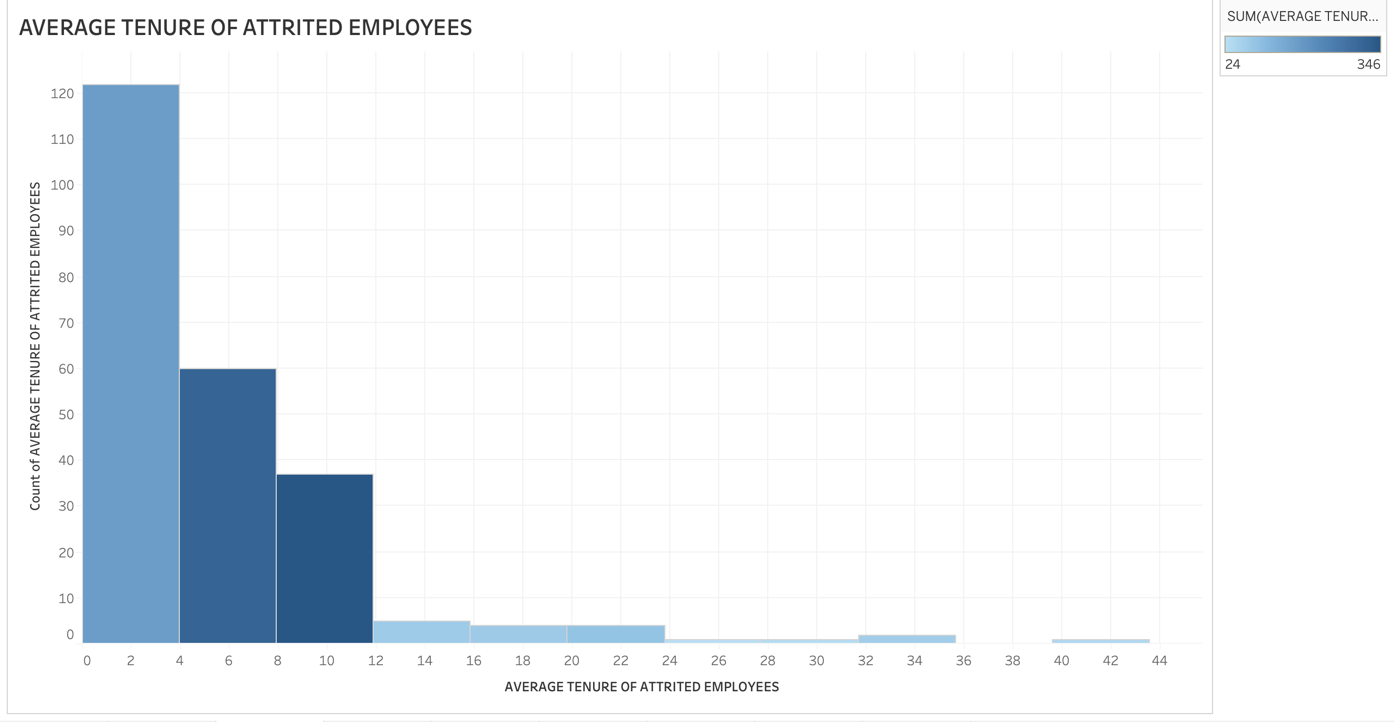 AVERAGE TENURE OF ATTRITED EMPLOYEES
SUM(AVERAGE TENUR...
24 346
Count of AVERAGE TENURE OF ATTRITED EMPLOYEES
120
110
100
90
80
70
60
50
40
30
20
10
0
0 2 4 6 8 10 12 14 16 18 20 22 24 26 28 30 32 34 36 38 40 42 44
AVERAGE TENURE OF ATTRITED EMPLOYEES